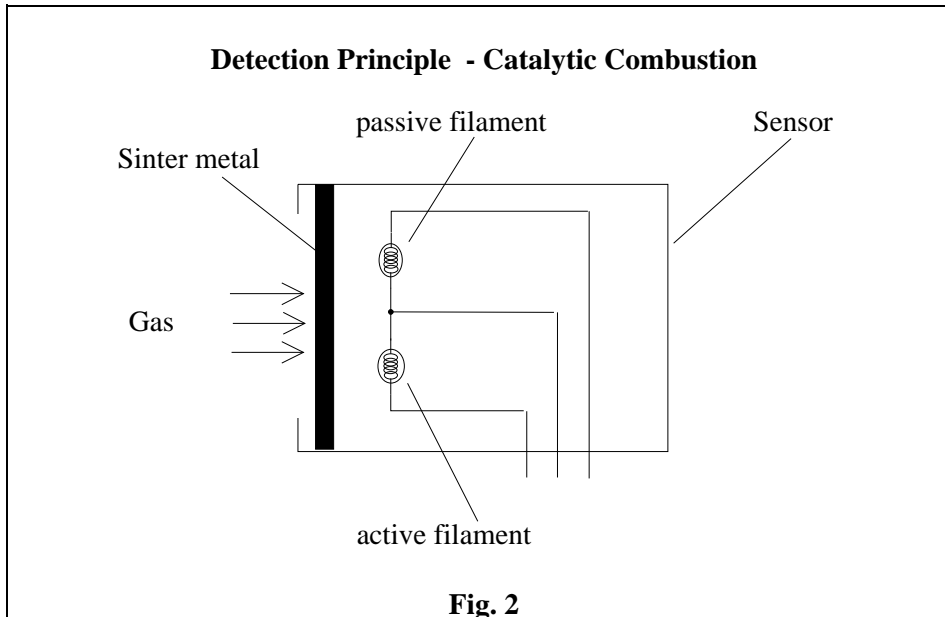 Detection Principle - Catalytic Combustion
passive filament
Sensor
Sinter metal
Gas
active filament
Fig. 2